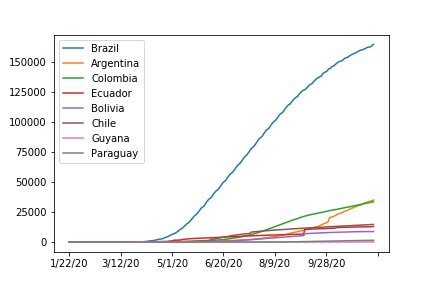 150000
125000
100000
75000
50000
25000
0
Brazil
Argentina
Colombia
Ecuador
Bolivia
Chile
Guyana
Paraguay
1/22/20 3/12/20 5/1/20 6/20/20 8/9/20 9/28/20